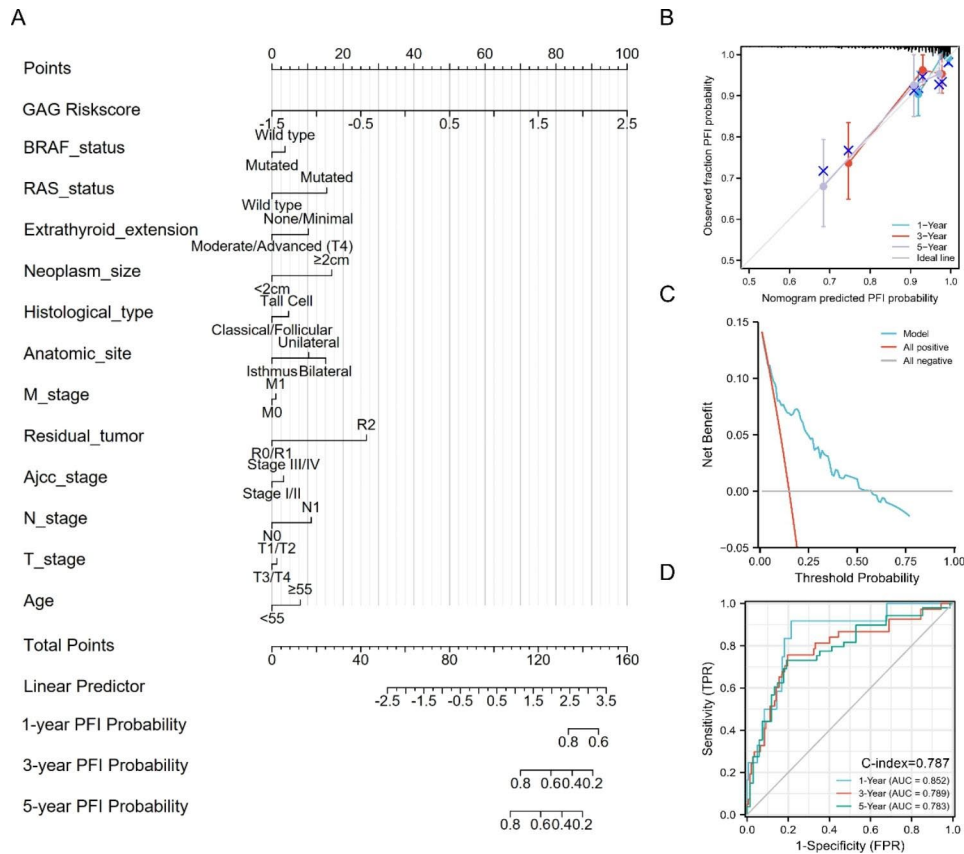 A
Points
0 20 40 60 80 100
GAG Riskscore
-1.5 -0.5 0.5 1.5 2.5
BRAF_status
Wild type
Mutated
RAS_status
Mutated
Wild type
Extrathyroid_extension
None/Minimal
Moderate/Advanced (T4)
Neoplasm_size
≥2cm
<2cm
Histological_type
Tall Cell
Classical/Follicular
Anatomic_site
Unilateral
Isthmus Bilateral
M_stage
M1
M0
Residual_tumor
R2
R0/R1
Ajcc_stage
Stage III/IV
Stage I/II
N_stage
N1
N0
T_stage
T1/T2
T3/T4
Age
≥55
<55
Total Points
0 40 80 120 160
Linear Predictor
-2.5 -1.5 -0.5 0.5 1.5 2.5 3.5
1-year PFI Probability
0.8 0.6
3-year PFI Probability
0.8 0.6 0.4 0.2
5-year PFI Probability
0.8 0.6 0.4 0.2
B
Observed fraction PFI probability
1.0
0.9
0.8
0.7
0.6
0.5
1-Year
3-Year
5-Year
Ideal line
0.5 0.6 0.7 0.8 0.9 1.0
Nomogram predicted PFI probability
C
Net Benefit
0.15
0.10
0.05
0.00
−0.05
Model
All positive
All negative
0.00 0.25 0.50 0.75 1.00
Threshold Probability
D
Sensitivity (TPR)
1.0
0.8
0.6
0.4
0.2
0.0
C-index=0.787
1-Year (AUC = 0.852)
3-Year (AUC = 0.789)
5-Year (AUC = 0.783)
0.0 0.2 0.4 0.6 0.8 1.0
1-Specificity (FPR)